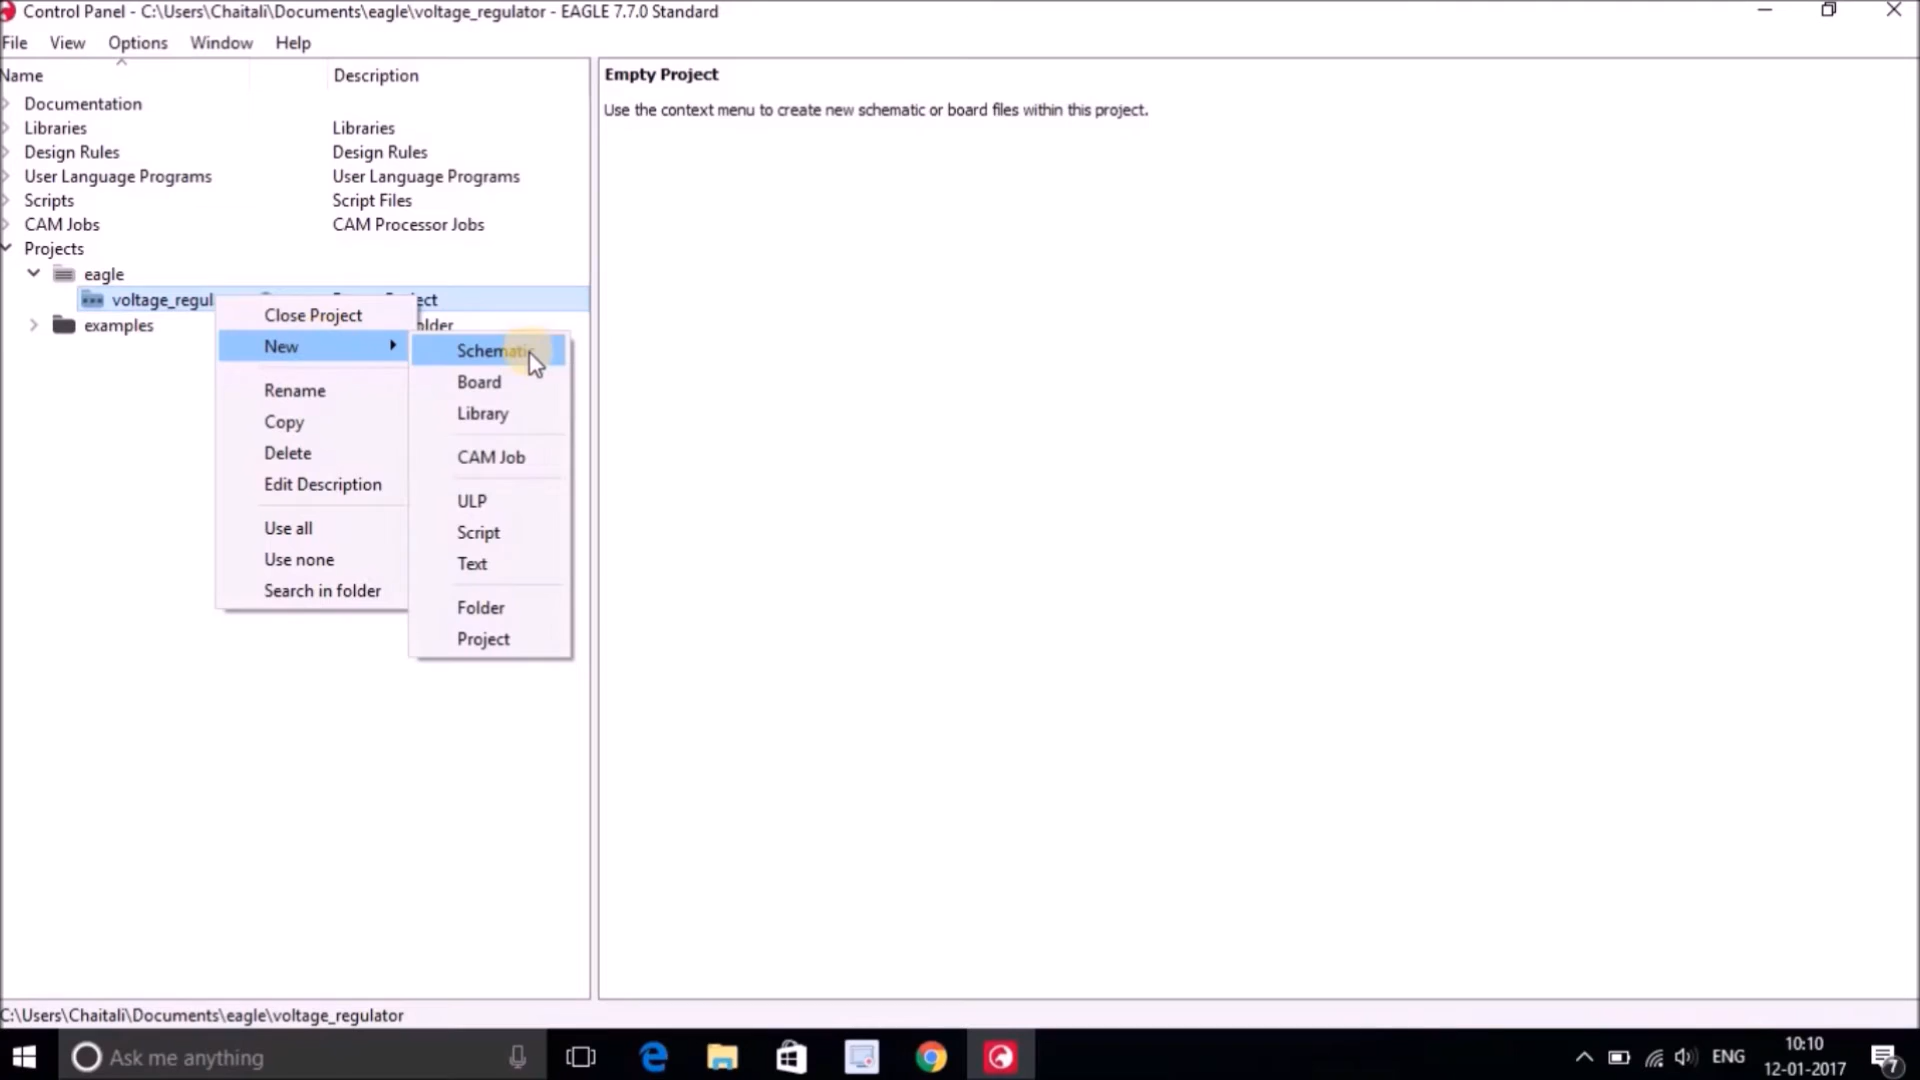 Control Panel - C:\Users\Chaitali\Documents\eagle\voltage_regulator - EAGLE 7.7.0 Standard
File View Options Window Help
Name Description
Documentation
Libraries Libraries
Design Rules Design Rules
User Language Programs User Language Programs
Scripts Script Files
CAM Jobs CAM Processor Jobs
Projects
eagle
voltage_regul ect
examples older
Close Project
New
Rename
Copy
Delete
Edit Description
Use all
Use none
Search in folder
Schematic
Board
Library
CAM Job
ULP
Script
Text
Folder
Project
Empty Project
Use the context menu to create new schematic or board files within this project.
C:\Users\Chaitali\Documents\eagle\voltage_regulator
Ask me anything
ENG
10:10
12-01-2017
7